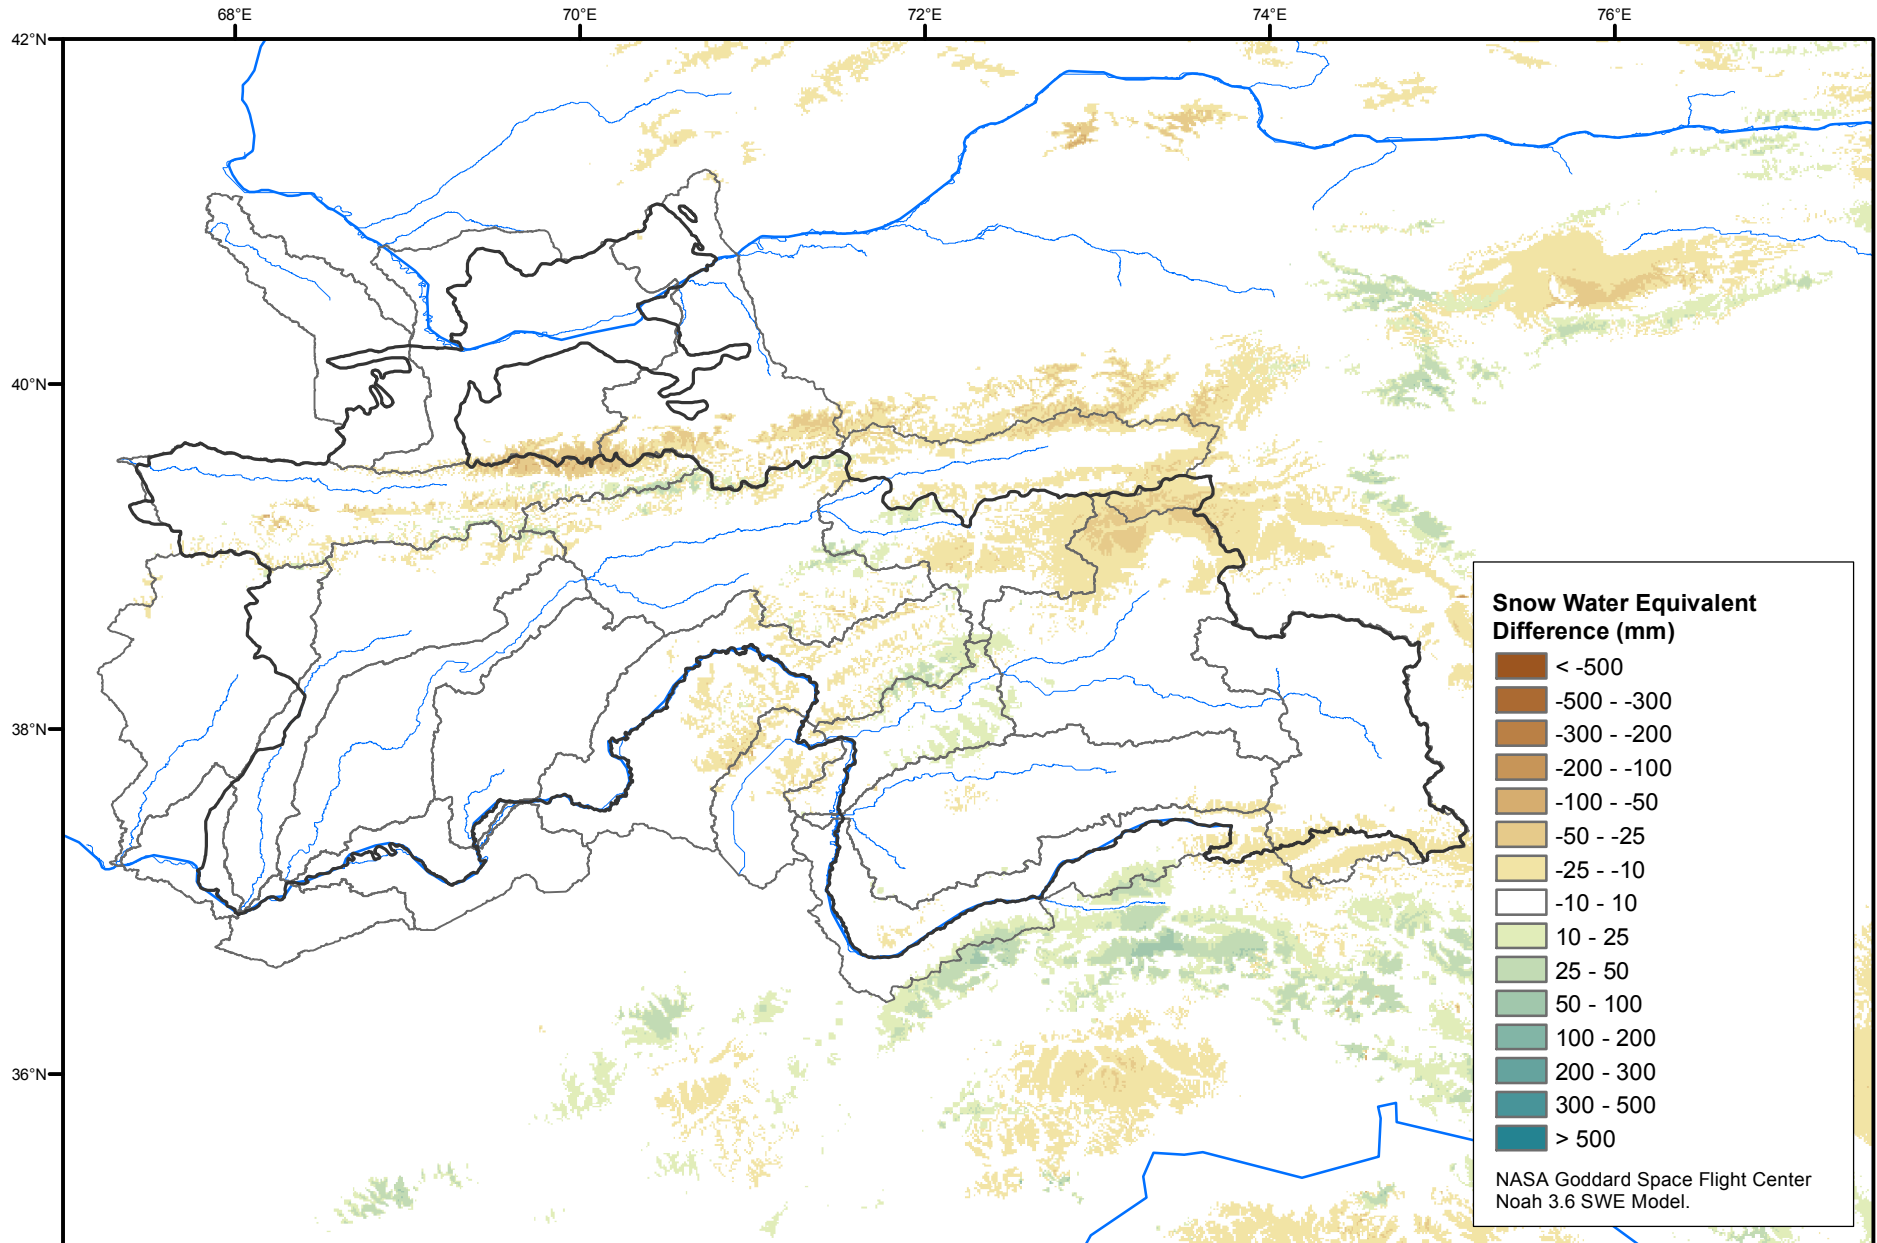 68°E 70°E 72°E 74°E 76°E
42°N
40°N
38°N
36°N
Snow Water Equivalent
Difference (mm)
< -500
-500 - -300
-300 - -200
-200 - -100
-100 - -50
-50 - -25
-25 - -10
-10 - 10
10 - 25
25 - 50
50 - 100
100 - 200
200 - 300
300 - 500
> 500
NASA Goddard Space Flight Center
Noah 3.6 SWE Model.